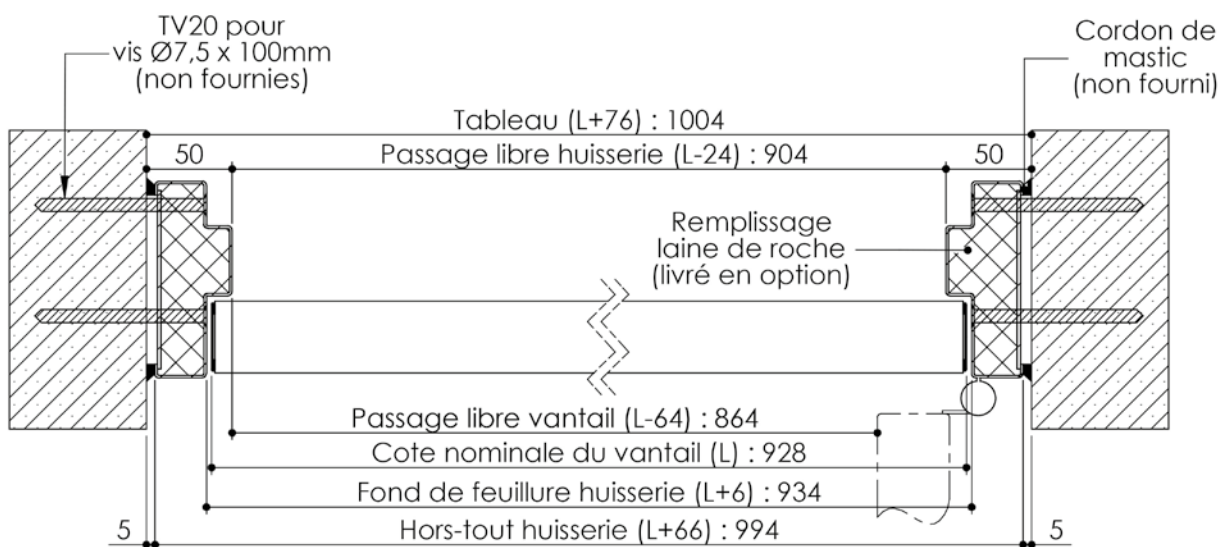 TV20 pour
vis Ø7,5 x 100mm
(non fournies)
Cordon de
mastic
(non fourni)
Tableau (L+76) : 1004
50
Passage libre huisserie (L-24) : 904
50
Remplissage
laine de roche
(livré en option)
Passage libre vantail (L-64) : 864
Cote nominale du vantail (L) : 928
Fond de feuillure huisserie (L+6) : 934
5
Hors-tout huisserie (L+66) : 994
5